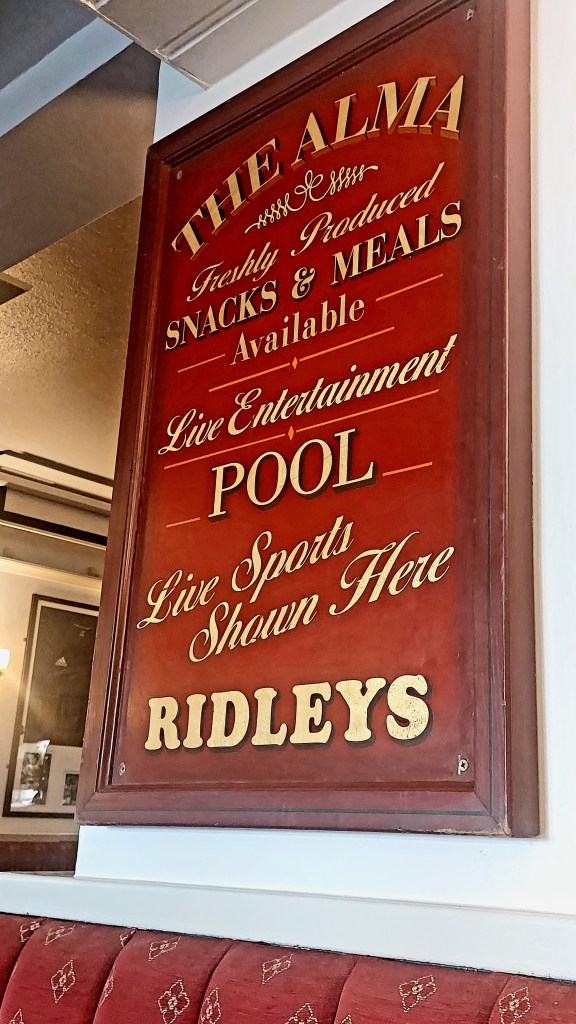 THE ALMA
Freshly Produced
SNACKS & MEALS
Available
Live Entertainment
POOL
Live Sports
Shown Here
RIDLEYS